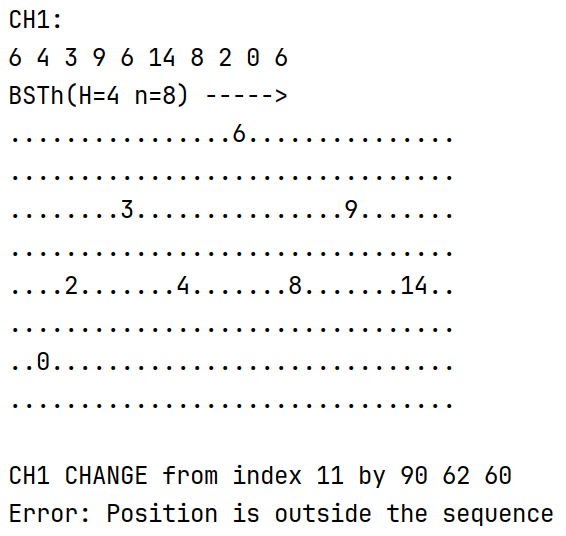 CH1:
6 4 3 9 6 14 8 2 0 6
BSTh(H=4 n=8) ----->
................6...............
................................
........3...............9.......
................................
....2.......4.......8.......14..
................................
..0.............................
................................
CH1 CHANGE from index 11 by 90 62 60
Error: Position is outside the sequence